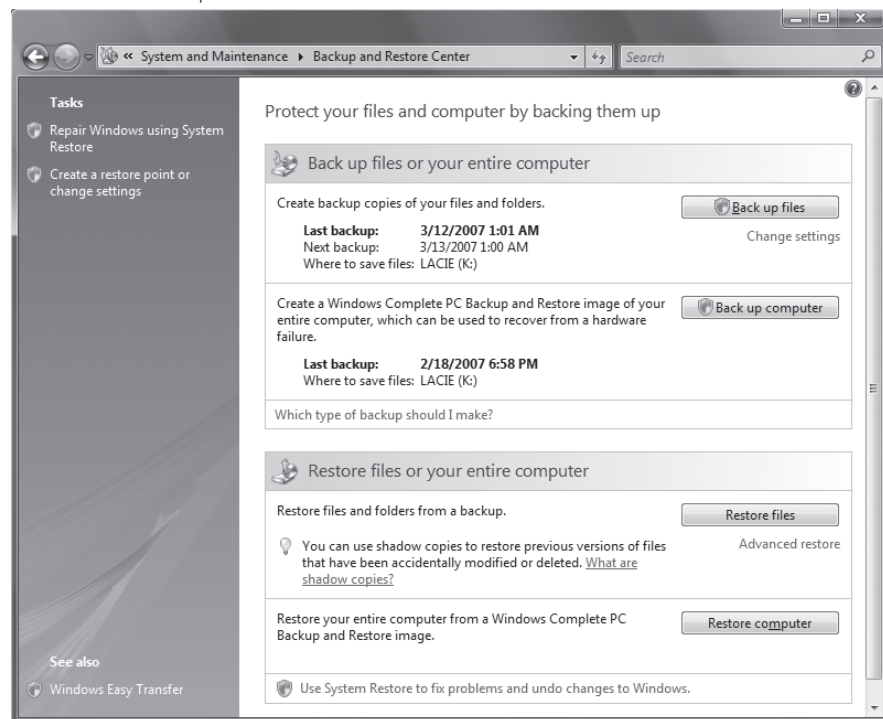 « System and Maintenance ▸ Backup and Restore Center
Search
Tasks
Repair Windows using System
Restore
Create a restore point or
change settings
See also
Windows Easy Transfer
Protect your files and computer by backing them up
Back up files or your entire computer
Create backup copies of your files and folders.
Back up files
Last backup: 3/12/2007 1:01 AM
Change settings
Next backup: 3/13/2007 1:00 AM
Where to save files: LACIE (K:)
Create a Windows Complete PC Backup and Restore image of your
entire computer, which can be used to recover from a hardware
failure.
Back up computer
Last backup: 2/18/2007 6:58 PM
Where to save files: LACIE (K:)
Which type of backup should I make?
Restore files or your entire computer
Restore files and folders from a backup.
Restore files
You can use shadow copies to restore previous versions of files
that have been accidentally modified or deleted. What are
shadow copies?
Advanced restore
Restore your entire computer from a Windows Complete PC
Backup and Restore image.
Restore computer
Use System Restore to fix problems and undo changes to Windows.